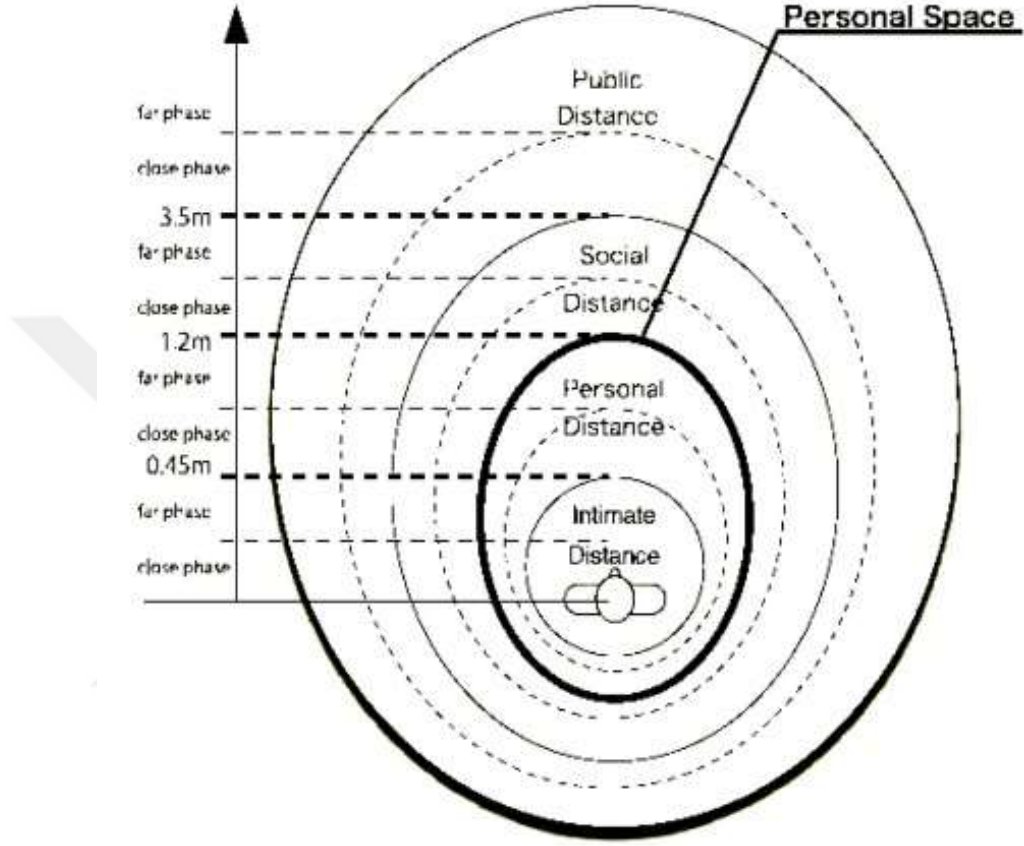 Personal Space
Public
Distance
far phase
close phase
3.5m
far phase
Social
close phase
Distance
1.2m
far phase
Personal
Distance
close phase
0.45m
far phase
Intimate
Distance
close phase